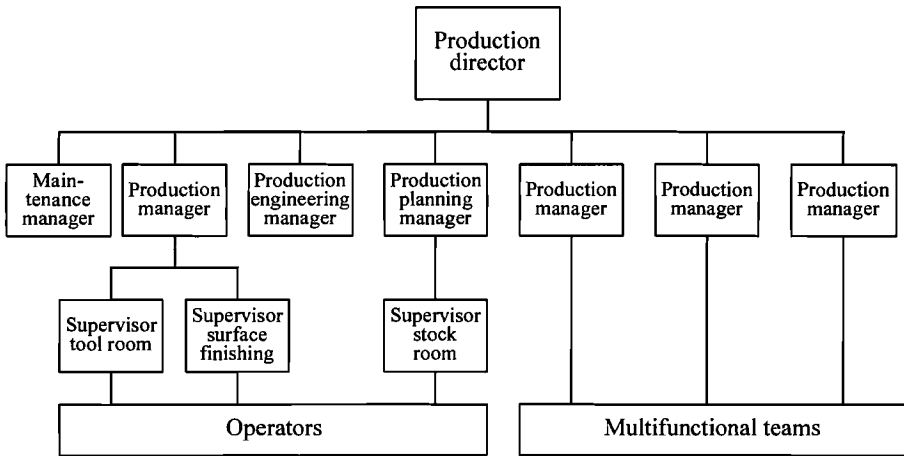 Production
director
Main-
tenance
manager
Production
manager
Production
engineering
manager
Production
planning
manager
Production
manager
Production
manager
Production
manager
Supervisor
tool room
Supervisor
surface
finishing
Supervisor
stock
room
Operators
Multifunctional teams